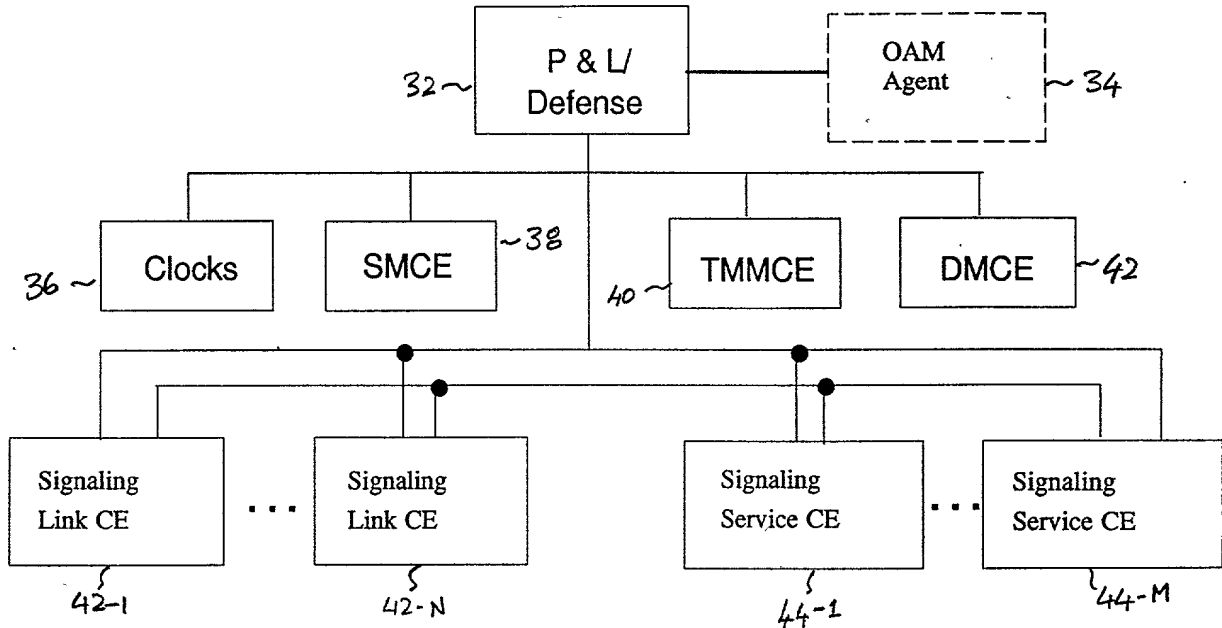 P & L/
Defense
32
OAM
Agent
34
Clocks
36
SMCE
38
TMMCE
40
DMCE
42
Signaling
Link CE
42-1
...
Signaling
Link CE
42-N
Signaling
Service CE
44-1
...
Signaling
Service CE
44-M